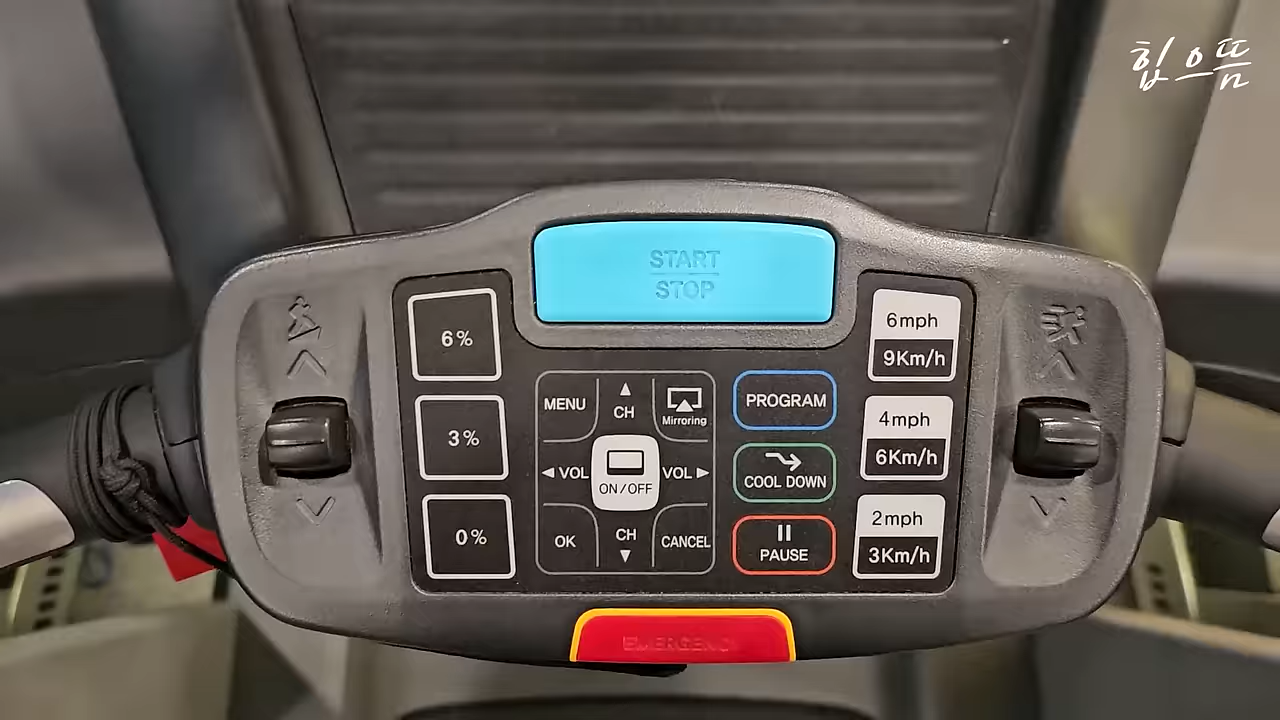 힙으뜸
START
STOP
6%
3%
0%
MENU
CH
Mirroring
VOL
ON/OFF
VOL
OK
CH
CANCEL
PROGRAM
COOL DOWN
PAUSE
6mph
9Km/h
4mph
6Km/h
2mph
3Km/h
EMERGENCY